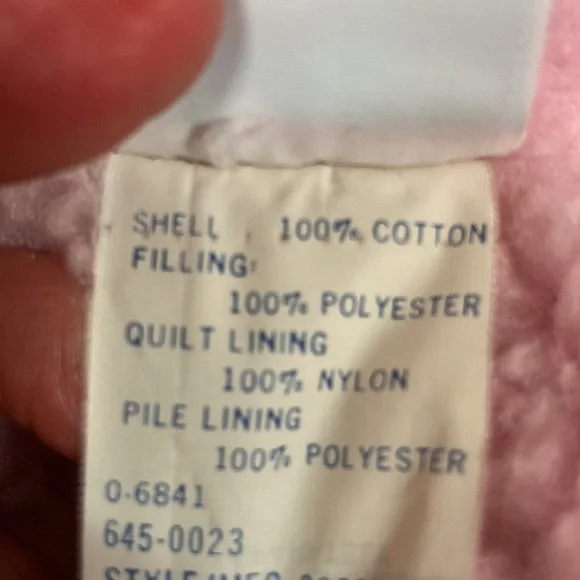 SHELL 100% COTTON
FILLING:
100% POLYESTER
QUILT LINING
100% NYLON
PILE LINING
100% POLYESTER
0-6841
645-0023